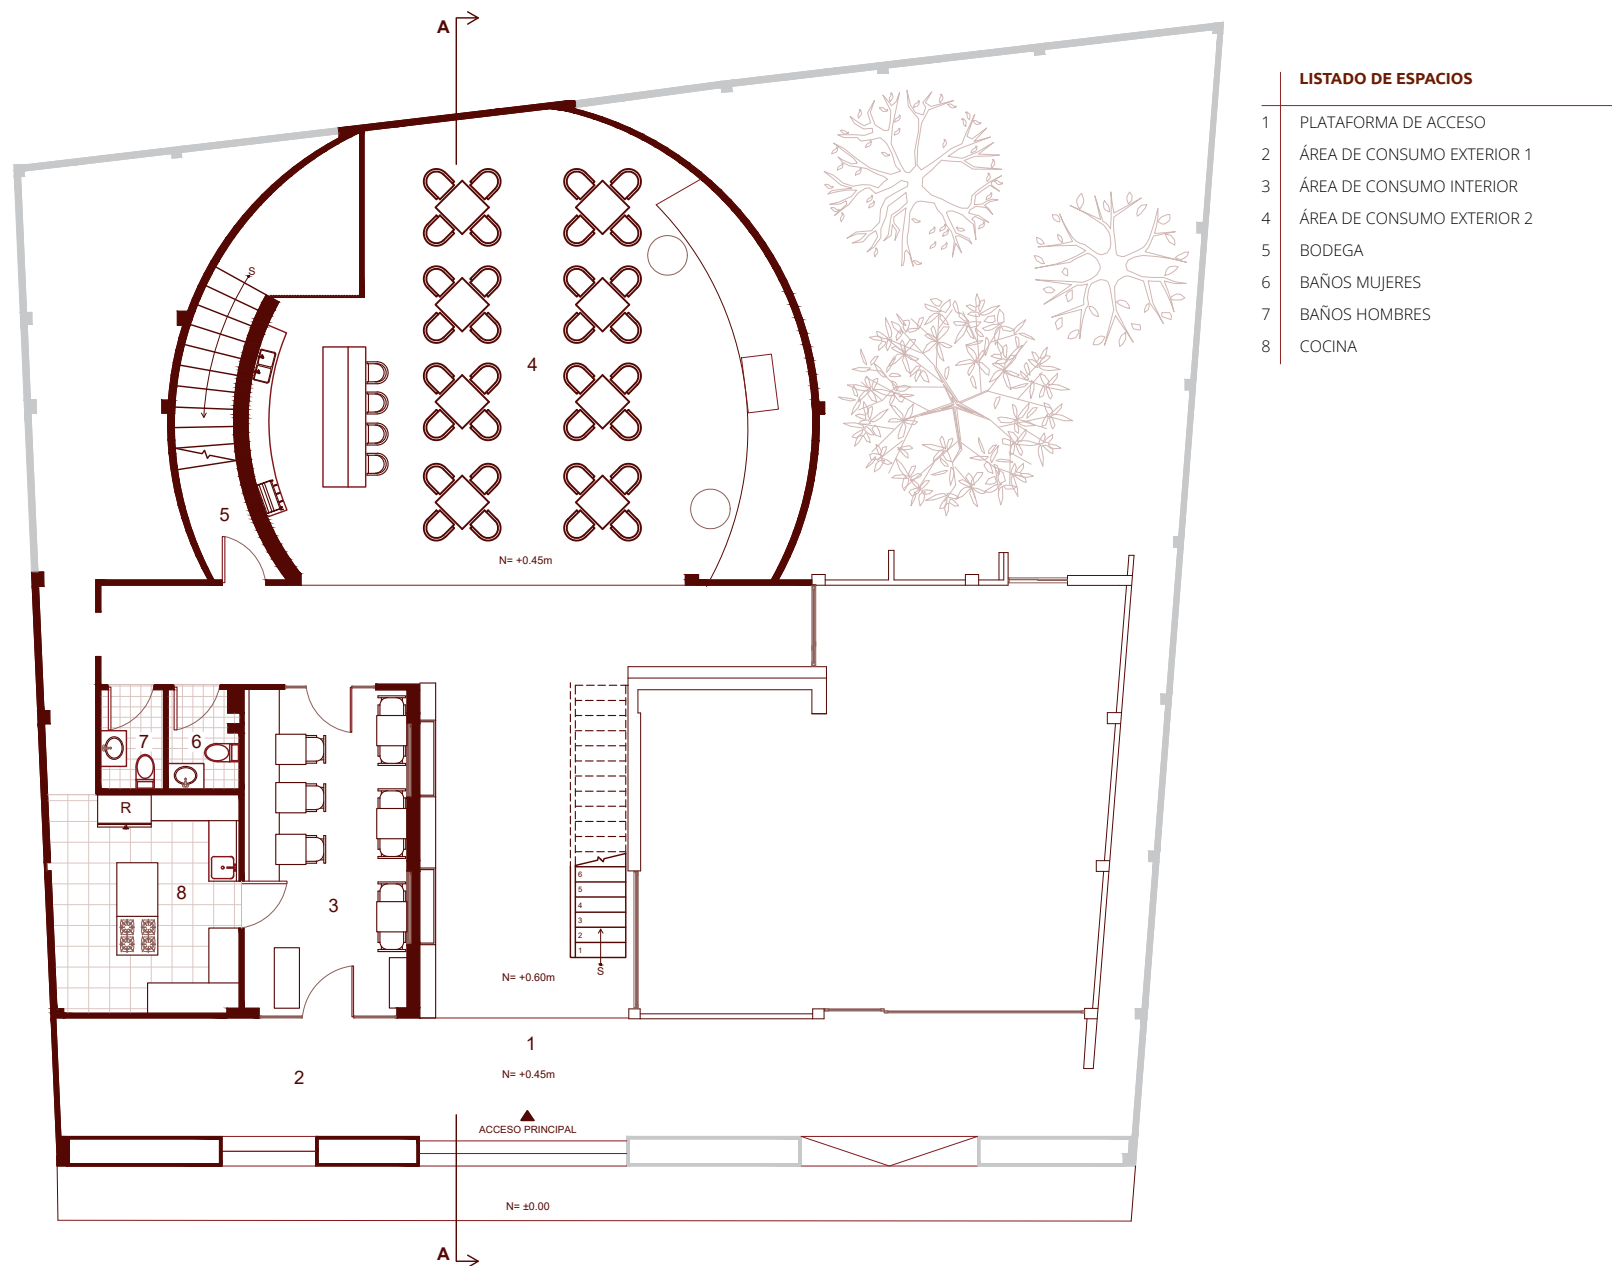 A
LISTADO DE ESPACIOS
1 PLATAFORMA DE ACCESO
2 ÁREA DE CONSUMO EXTERIOR 1
3 ÁREA DE CONSUMO INTERIOR
4 ÁREA DE CONSUMO EXTERIOR 2
5 BODEGA
6 BAÑOS MUJERES
7 BAÑOS HOMBRES
8 COCINA
S
4
5
N= +0.45m
7
6
R
8
3
6
5
4
3
2
1
S
N= +0.60m
1
2
N= +0.45m
ACCESO PRINCIPAL
N= ±0.00
A